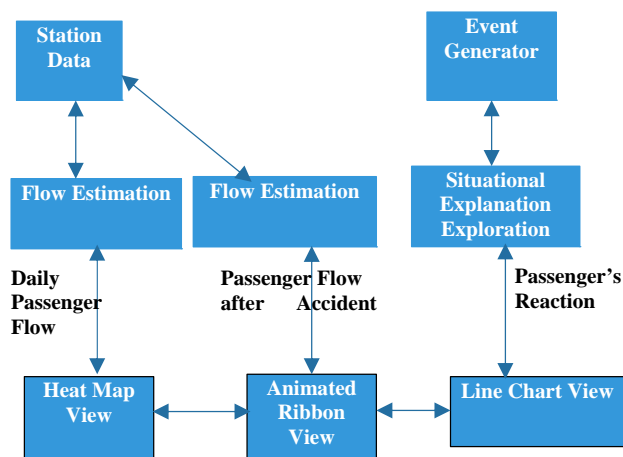 Station
Data
Event
Generator
Flow Estimation
Flow Estimation
Situational
Explanation
Exploration
Daily
Passenger
Flow
Passenger Flow
after Accident
Passenger's
Reaction
Heat Map
View
Animated
Ribbon
View
Line Chart View